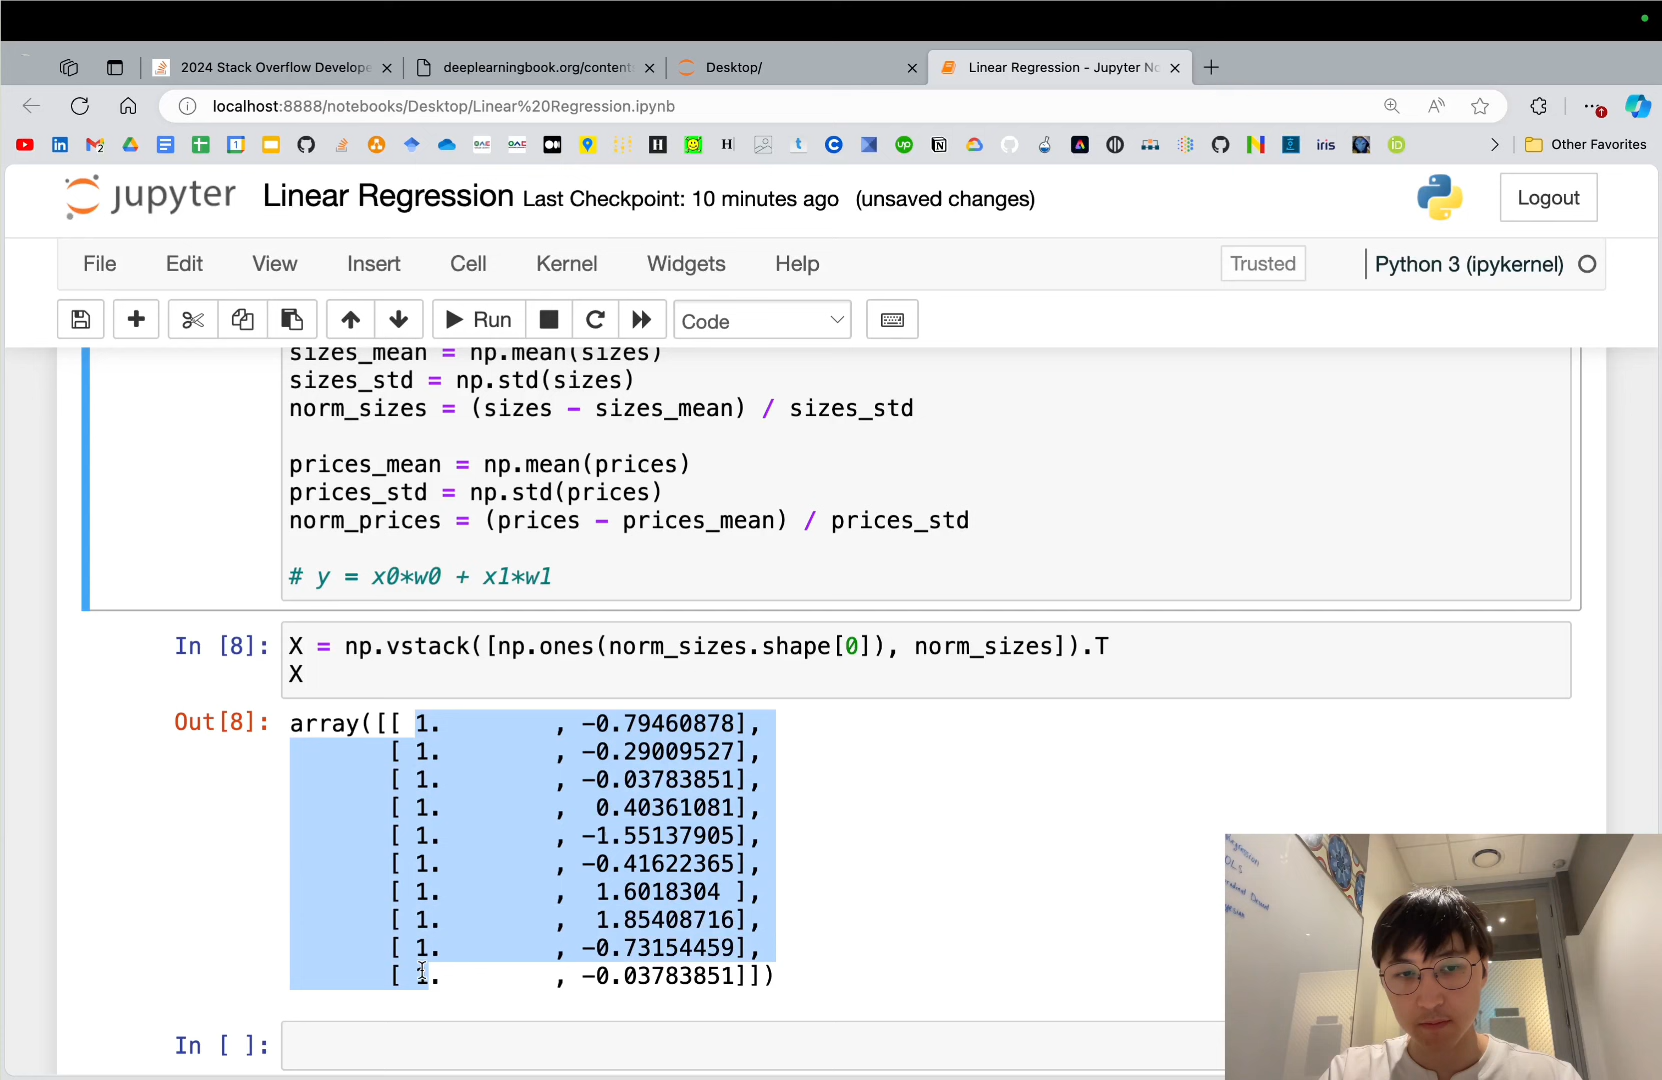 2024 Stack Overflow Develope
deeplearningbook.org/content
Desktop/
Linear Regression - Jupyter No
localhost:8888/notebooks/Desktop/Linear%20Regression.ipynb
iris
Other Favorites
jupyter
Linear Regression
Last Checkpoint: 10 minutes ago
(unsaved changes)
Logout
File
Edit
View
Insert
Cell
Kernel
Widgets
Help
Trusted
Python 3 (ipykernel)
Run
Code
sizes_mean = np.mean(sizes)
sizes_std = np.std(sizes)
norm_sizes = (sizes - sizes_mean) / sizes_std
prices_mean = np.mean(prices)
prices_std = np.std(prices)
norm_prices = (prices - prices_mean) / prices_std
# y = x0*w0 + x1*w1
In [8]: X = np.vstack([np.ones(norm_sizes.shape[0]), norm_sizes]).T
X
Out[8]: array([[ 1. , -0.79460878],
[ 1. , -0.29009527],
[ 1. , -0.03783851],
[ 1. , 0.40361081],
[ 1. , -1.55137905],
[ 1. , -0.41622365],
[ 1. , 1.6018304 ],
[ 1. , 1.85408716],
[ 1. , -0.73154459],
[ 1. , -0.03783851]])
In [ ]: